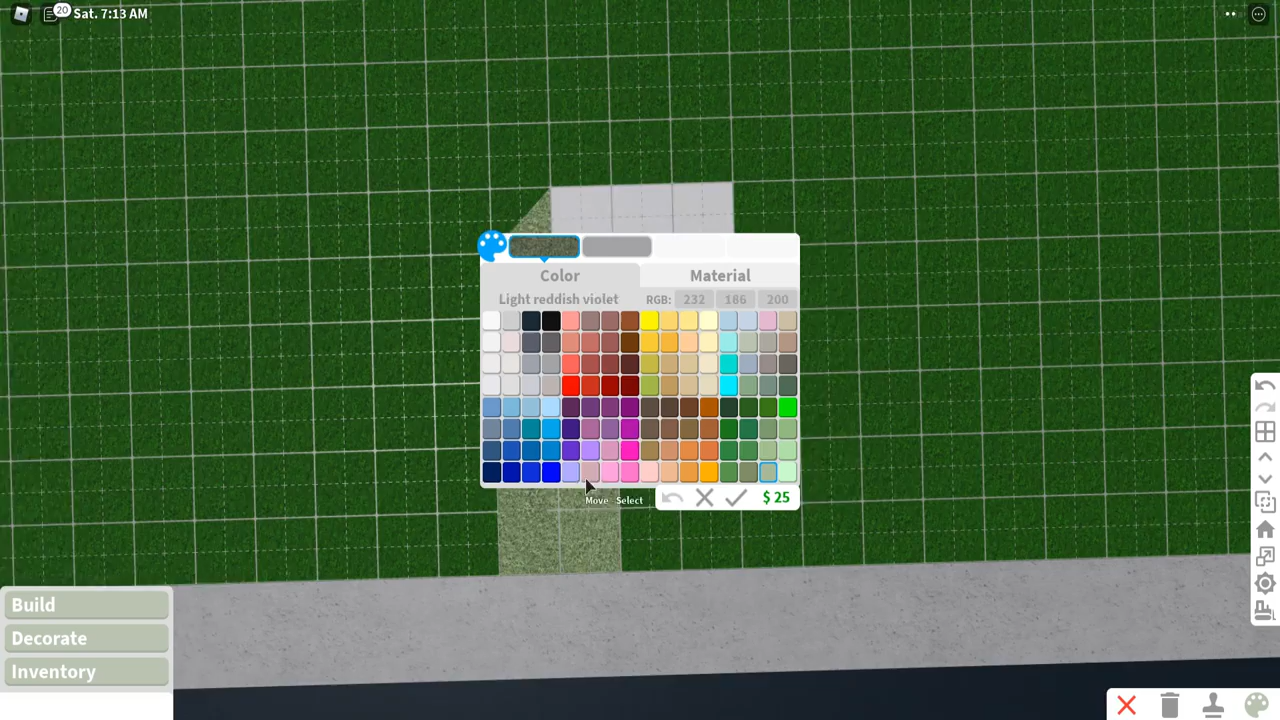 20 Sat. 7:13 AM
Color Material
Light reddish violet RGB: 232 186 200
Move Select $ 25
Build
Decorate
Inventory